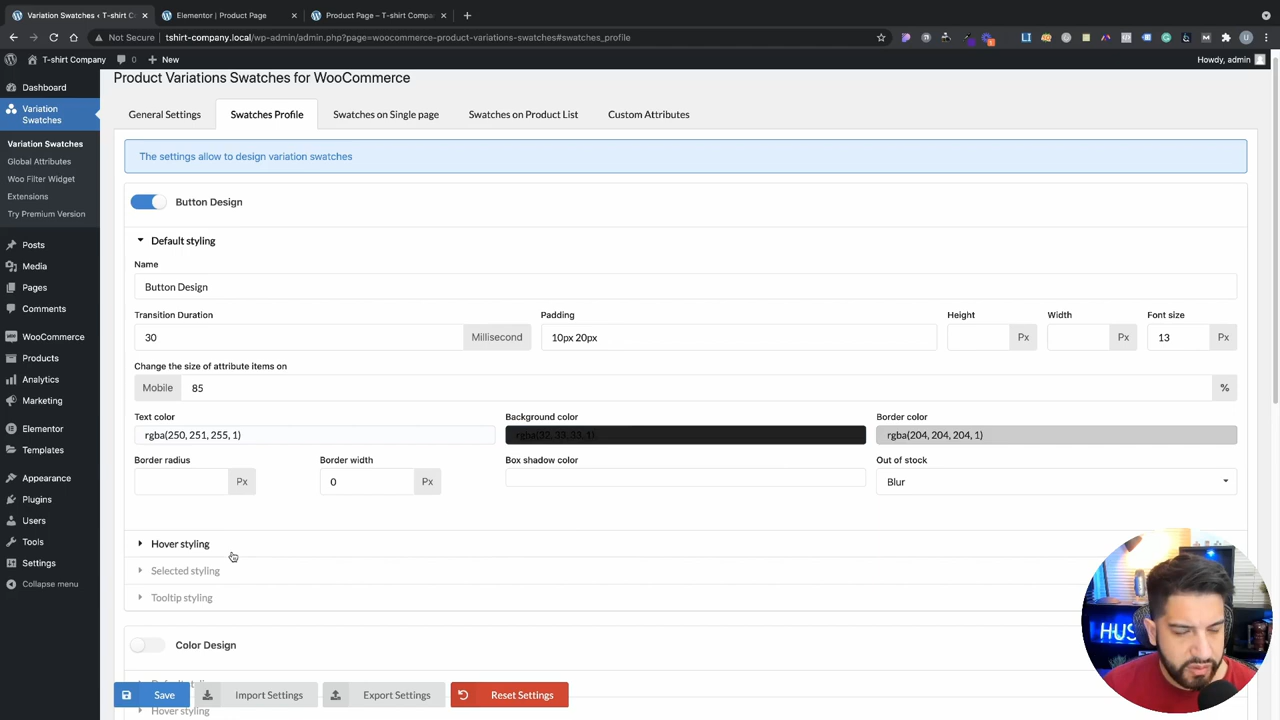 Variation Swatches ‹ T-shirt C
Elementor | Product Page
Product Page – T-shirt Compan
Not Secure
tshirt-company.local/wp-admin/admin.php?page=woocommerce-product-variations-swatches#swatches_profile
T-shirt Company
0
New
Howdy, admin
Dashboard
Variation Swatches
Variation Swatches
Global Attributes
Woo Filter Widget
Extensions
Try Premium Version
Posts
Media
Pages
Comments
WooCommerce
Products
Analytics
Marketing
Elementor
Templates
Appearance
Plugins
Users
Tools
Settings
Collapse menu
Product Variations Swatches for WooCommerce
General Settings
Swatches Profile
Swatches on Single page
Swatches on Product List
Custom Attributes
The settings allow to design variation swatches
Button Design
Default styling
Name
Button Design
Transition Duration
Padding
Height
Width
Font size
30
Millisecond
10px 20px
Px
Px
13
Px
Change the size of attribute items on
Mobile
85
%
Text color
Background color
Border color
rgba(250, 251, 255, 1)
rgba(32, 33, 33, 1)
rgba(204, 204, 204, 1)
Border radius
Border width
Box shadow color
Out of stock
Px
0
Px
Blur
Hover styling
Selected styling
Tooltip styling
Color Design
Save
Import Settings
Export Settings
Reset Settings
Hover styling
HUS